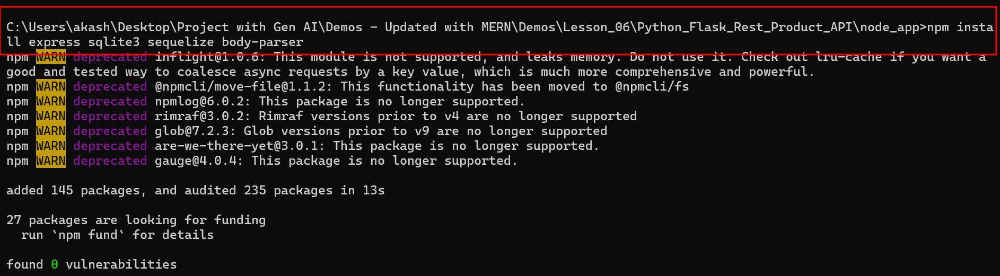 C:\Users\akash\Desktop\Project with Gen AI\Demos - Updated with MERN\Demos\Lesson_06\Python_Flask_Rest_Product_API\node_app>npm insta
ll express sqlite3 sequelize body-parser
npm WARN deprecated inflight@1.0.6: This module is not supported, and leaks memory. Do not use it. Check out lru-cache if you want a
good and tested way to coalesce async requests by a key value, which is much more comprehensive and powerful.
npm WARN deprecated @npmcli/move-file@1.1.2: This functionality has been moved to @npmcli/fs
npm WARN deprecated npmlog@6.0.2: This package is no longer supported.
npm WARN deprecated rimraf@3.0.2: Rimraf versions prior to v4 are no longer supported
npm WARN deprecated glob@7.2.3: Glob versions prior to v9 are no longer supported
npm WARN deprecated are-we-there-yet@3.0.1: This package is no longer supported.
npm WARN deprecated gauge@4.0.4: This package is no longer supported.
added 145 packages, and audited 235 packages in 13s
27 packages are looking for funding
run `npm fund` for details
found 0 vulnerabilities